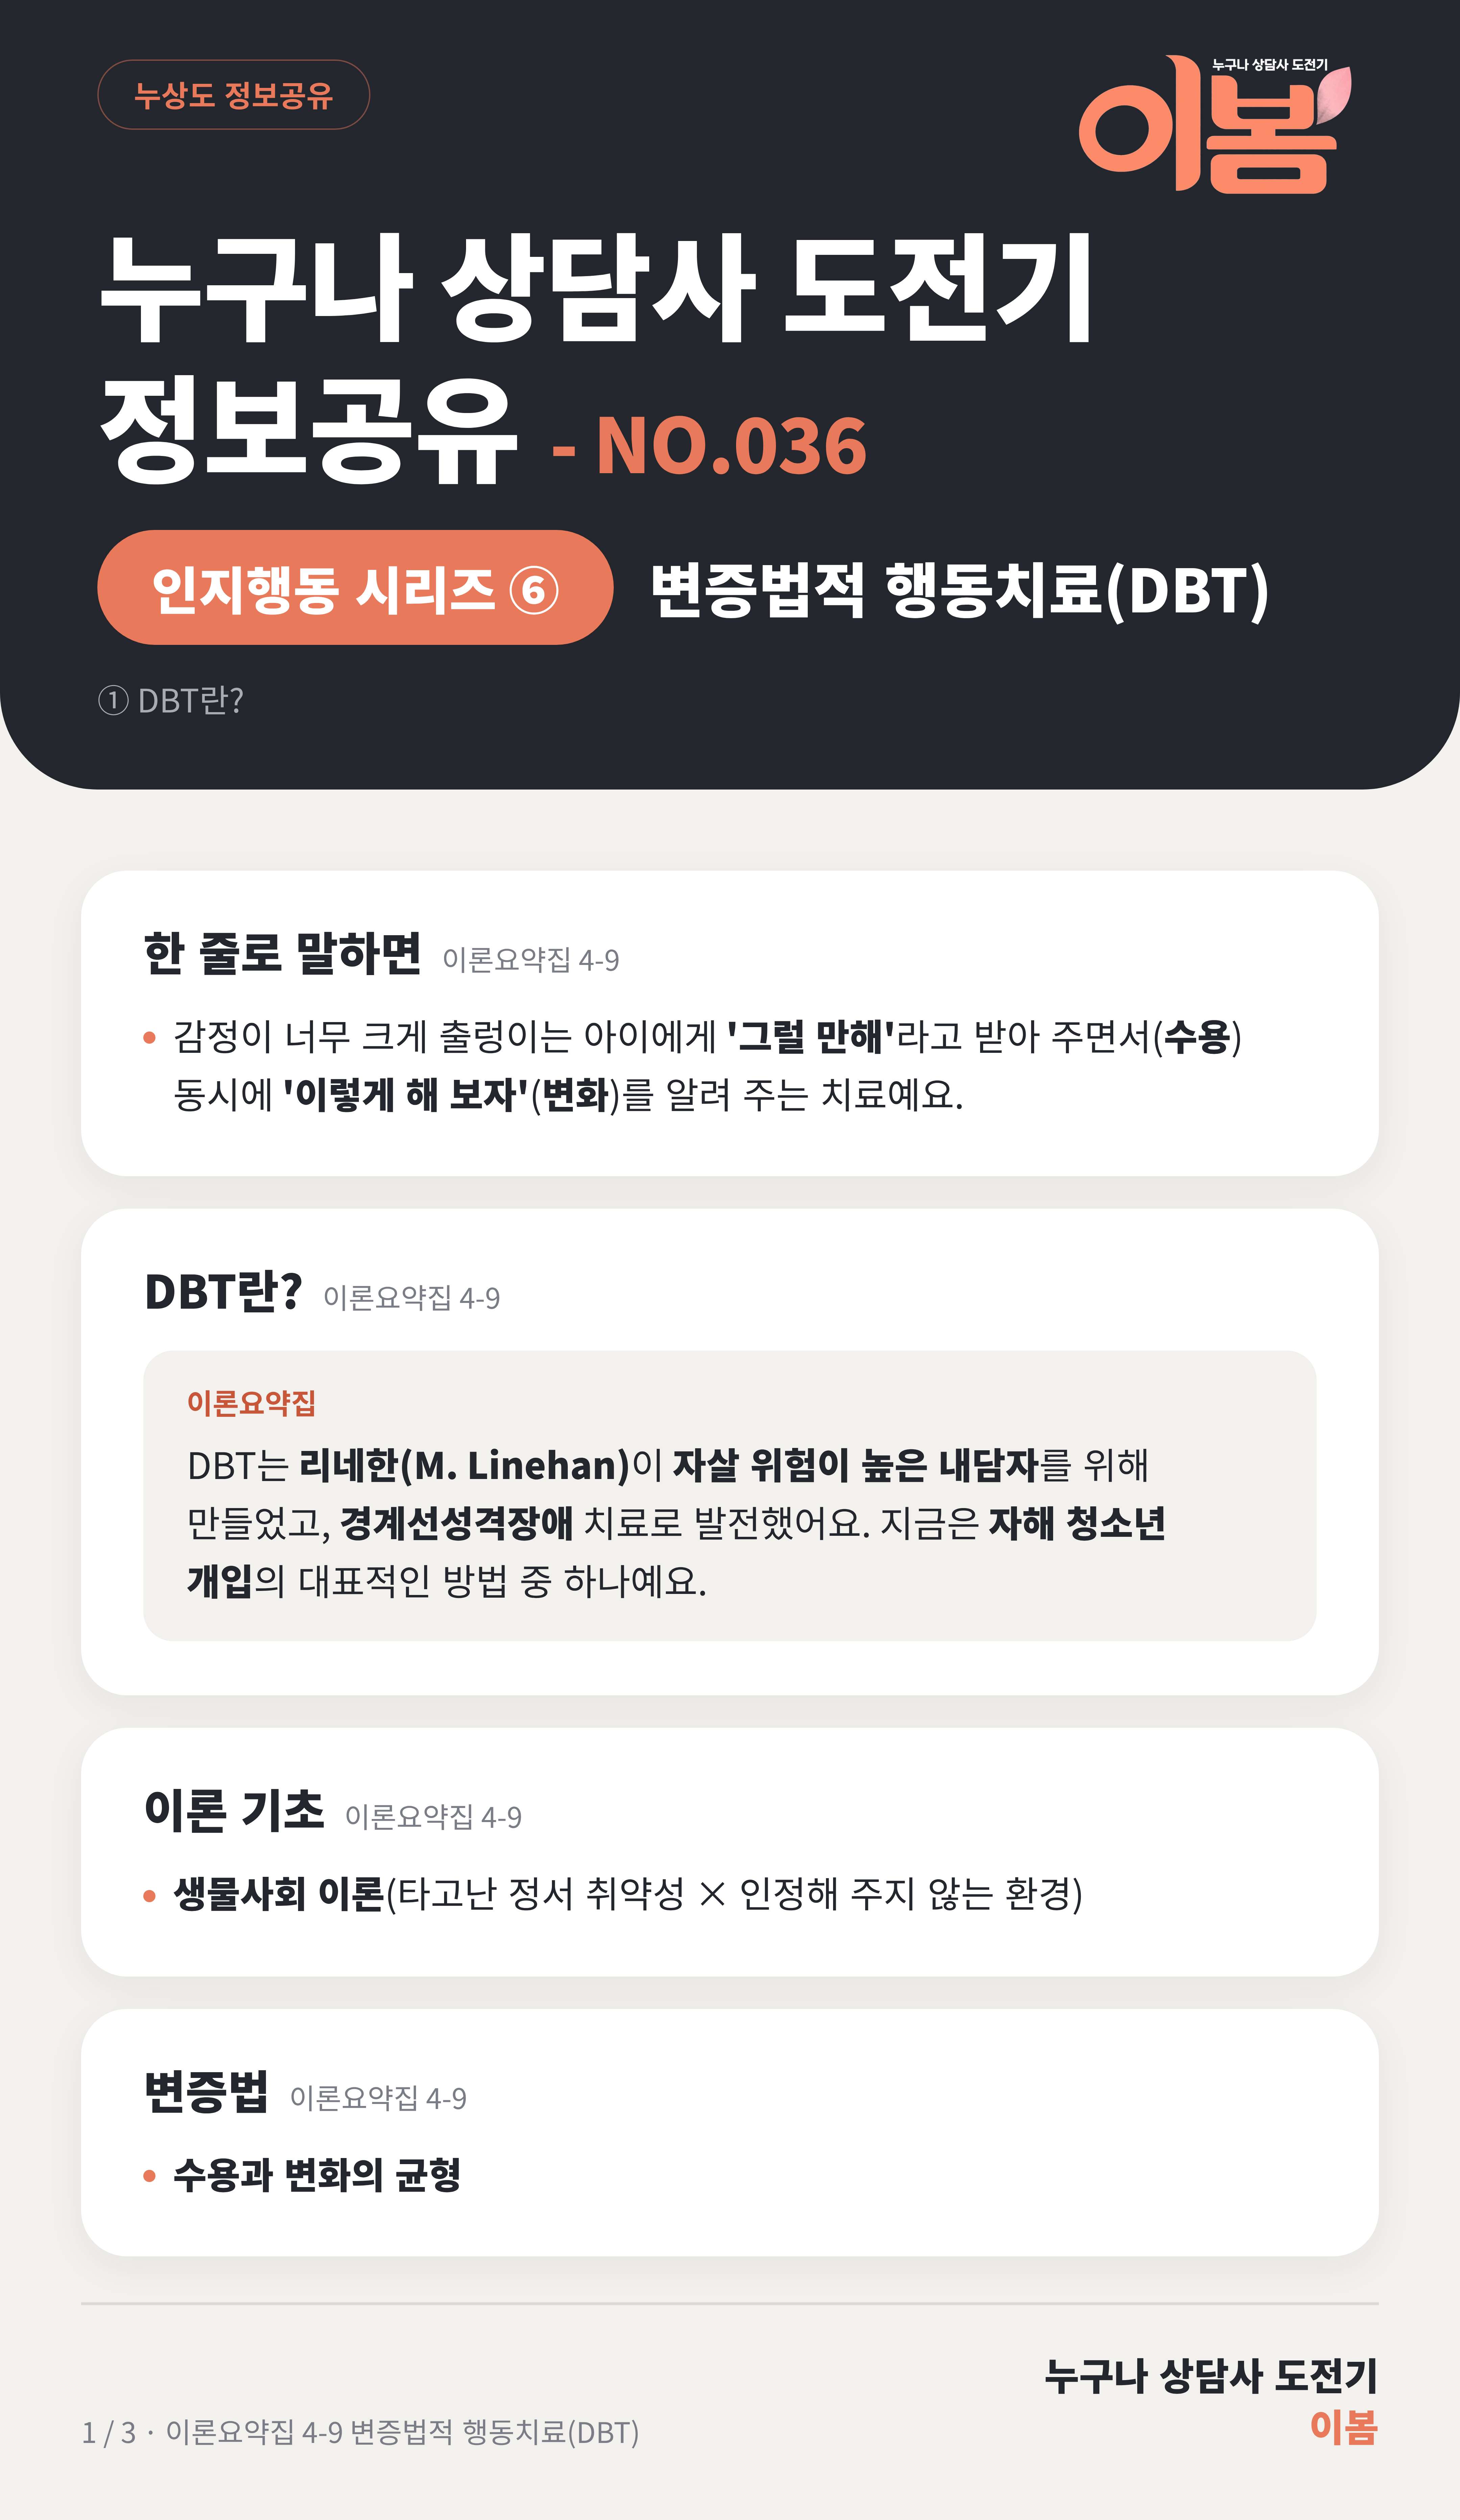 누상도 정보공유
누구나 상담사 도전기
이봄
누구나 상담사 도전기
정보공유 - NO.036
인지행동 시리즈 ⑥ 변증법적 행동치료(DBT)
① DBT란?
한 줄로 말하면 이론요약집 4-9
• 감정이 너무 크게 출렁이는 아이에게 '그럴 만해'라고 받아 주면서(수용)
동시에 '이렇게 해 보자'(변화)를 알려 주는 치료예요.
DBT란? 이론요약집 4-9
이론요약집
DBT는 리네한(M. Linehan)이 자살 위험이 높은 내담자를 위해
만들었고, 경계선성격장애 치료로 발전했어요. 지금은 자해 청소년
개입의 대표적인 방법 중 하나예요.
이론 기초 이론요약집 4-9
• 생물사회 이론(타고난 정서 취약성 × 인정해 주지 않는 환경)
변증법 이론요약집 4-9
• 수용과 변화의 균형
누구나 상담사 도전기
1 / 3 · 이론요약집 4-9 변증법적 행동치료(DBT)
이봄